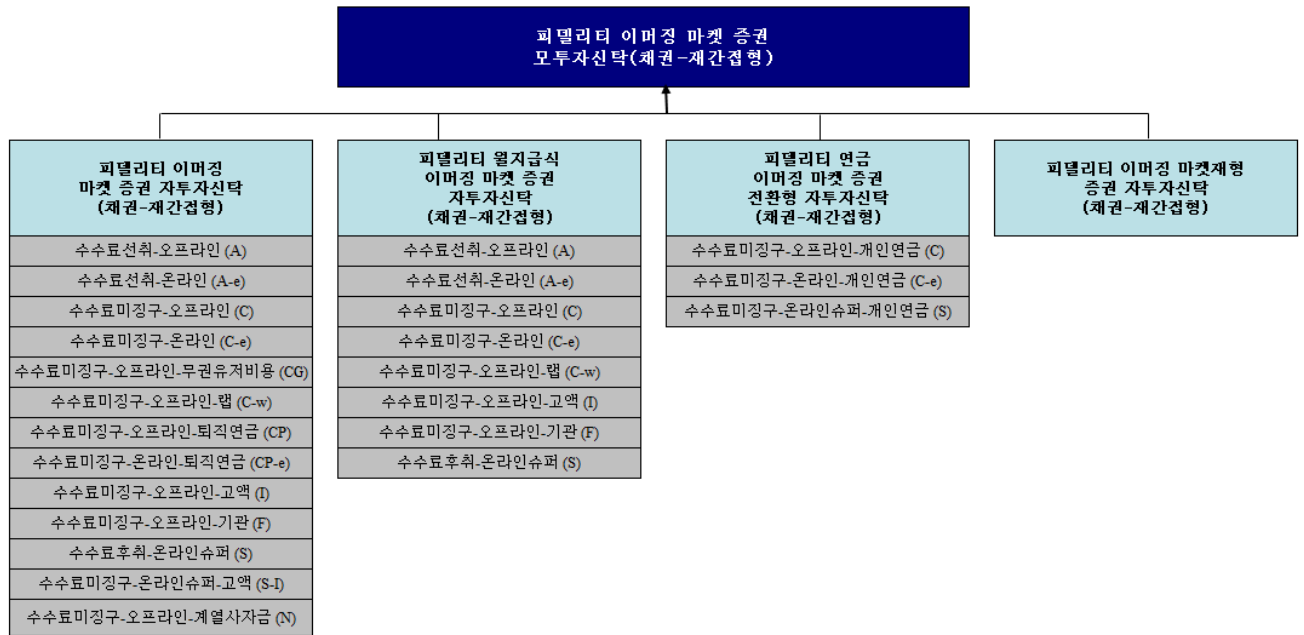 피델리티 이머징 마켓 증권
모투자신탁(채권-재간접형)
피델리티 이머징
마켓 증권 자투자신탁
(채권-재간접형)
수수료선취-오프라인 (A)
수수료선취-온라인 (A-e)
수수료미징구-오프라인 (C)
수수료미징구-온라인 (C-e)
수수료미징구-오프라인-무권유저비용 (CG)
수수료미징구-오프라인-랩 (C-w)
수수료미징구-오프라인-퇴직연금 (CP)
수수료미징구-온라인-퇴직연금 (CP-e)
수수료미징구-오프라인-고액 (I)
수수료미징구-오프라인-기관 (F)
수수료후취-온라인슈퍼 (S)
수수료미징구-온라인슈퍼-고액 (S-I)
수수료미징구-오프라인-계열사자금 (N)
피델리티 월지급식
이머징 마켓 증권
자투자신탁
(채권-재간접형)
수수료선취-오프라인 (A)
수수료선취-온라인 (A-e)
수수료미징구-오프라인 (C)
수수료미징구-온라인 (C-e)
수수료미징구-오프라인-랩 (C-w)
수수료미징구-오프라인-고액 (I)
수수료미징구-오프라인-기관 (F)
수수료후취-온라인슈퍼 (S)
피델리티 연금
이머징 마켓 증권
전환형 자투자신탁
(채권-재간접형)
수수료미징구-오프라인-개인연금 (C)
수수료미징구-온라인-개인연금 (C-e)
수수료미징구-온라인슈퍼-개인연금 (S)
피델리티 이머징 마켓재형
증권 자투자신탁
(채권-재간접형)